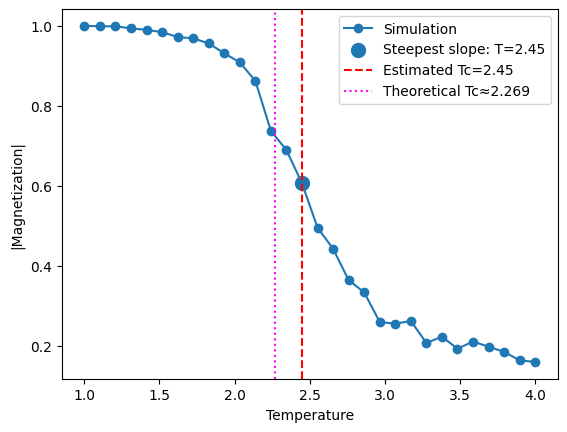 Simulation
Steepest slope: T=2.45
Estimated Tc=2.45
Theoretical Tc≈2.269
|Magnetization|
1.0
0.8
0.6
0.4
0.2
1.0 1.5 2.0 2.5 3.0 3.5 4.0
Temperature